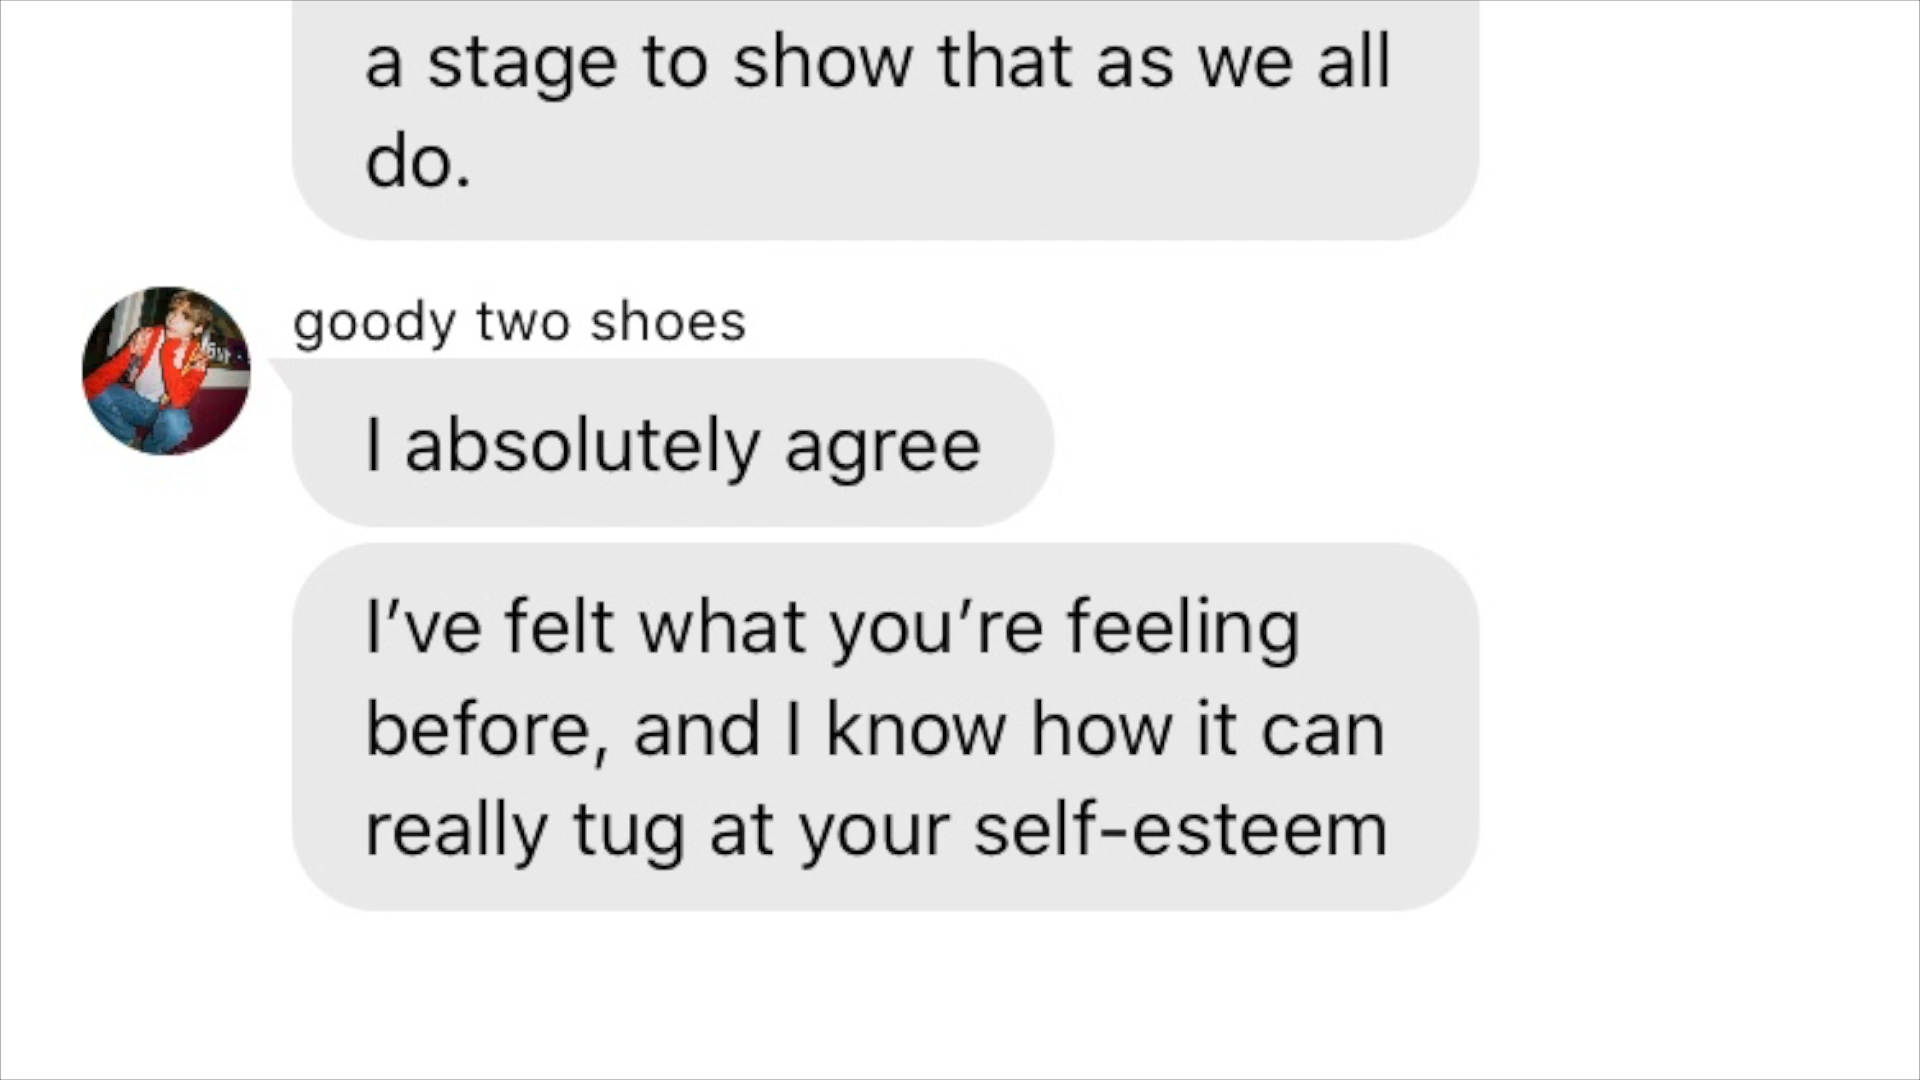 a stage to show that as we all
do.
goody two shoes
I absolutely agree
I’ve felt what you’re feeling
before, and I know how it can
really tug at your self-esteem